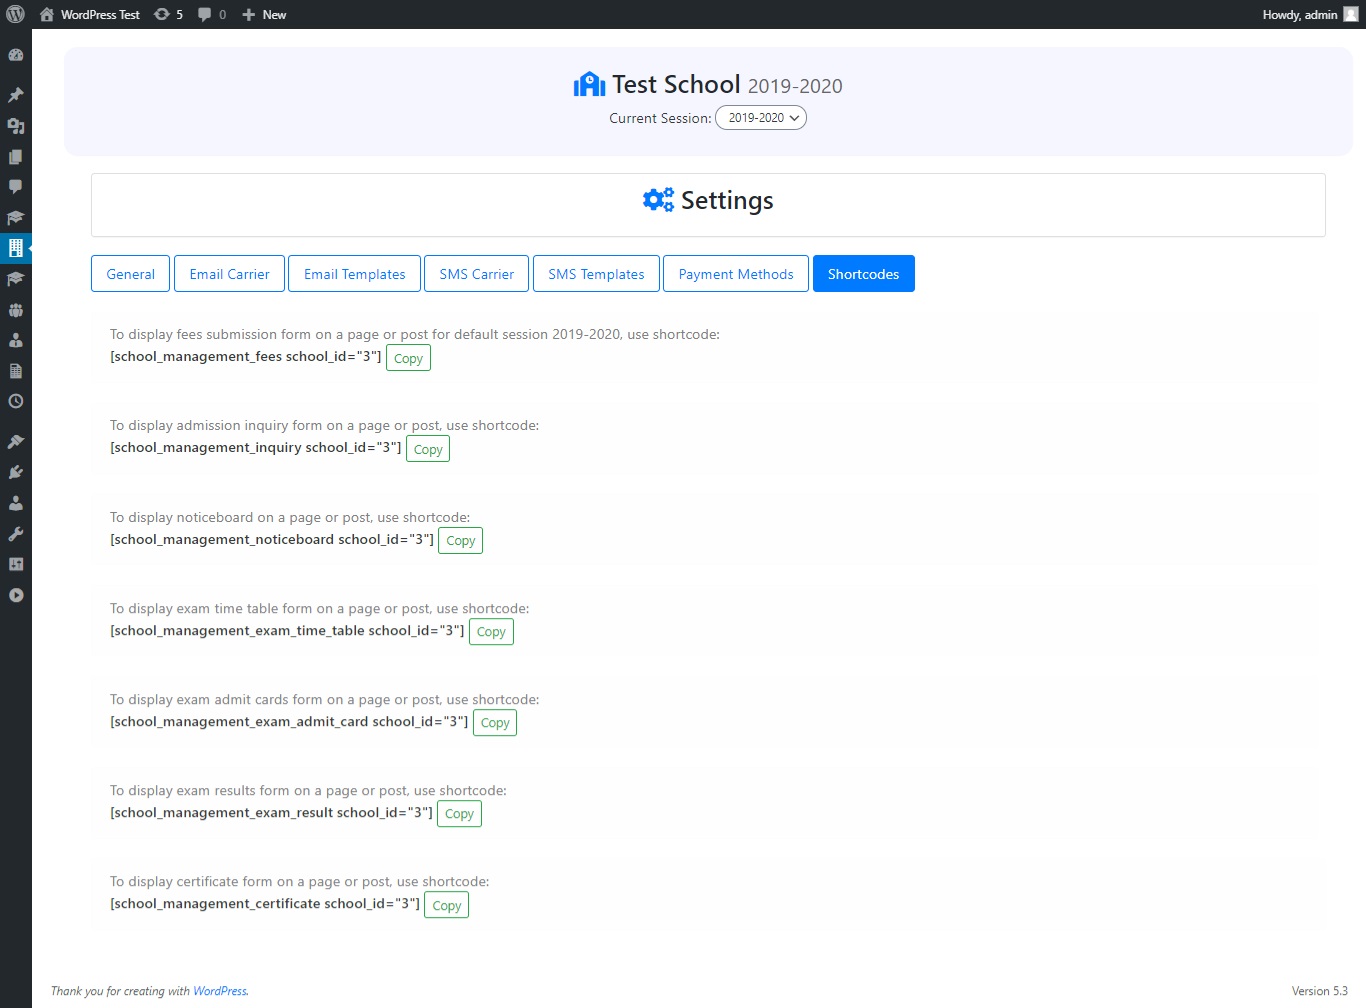 WordPress Test 5 0 New Howdy, admin
Test School 2019-2020
Current Session: 2019-2020
Settings
General Email Carrier Email Templates SMS Carrier SMS Templates Payment Methods Shortcodes
To display fees submission form on a page or post for default session 2019-2020, use shortcode:
[school_management_fees school_id="3"] Copy
To display admission inquiry form on a page or post, use shortcode:
[school_management_inquiry school_id="3"] Copy
To display noticeboard on a page or post, use shortcode:
[school_management_noticeboard school_id="3"] Copy
To display exam time table form on a page or post, use shortcode:
[school_management_exam_time_table school_id="3"] Copy
To display exam admit cards form on a page or post, use shortcode:
[school_management_exam_admit_card school_id="3"] Copy
To display exam results form on a page or post, use shortcode:
[school_management_exam_result school_id="3"] Copy
To display certificate form on a page or post, use shortcode:
[school_management_certificate school_id="3"] Copy
Thank you for creating with WordPress. Version 5.3